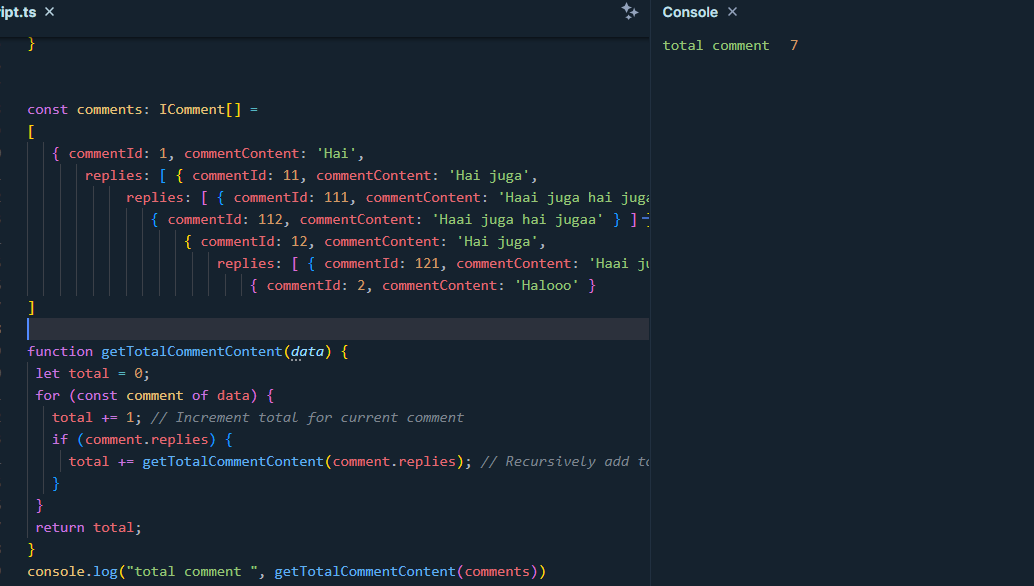 ipt.ts ×
Console ×
total comment 7
}
const comments: IComment[] =
[
{ commentId: 1, commentContent: 'Hai',
replies: [ { commentId: 11, commentContent: 'Hai juga',
replies: [ { commentId: 111, commentContent: 'Haai juga hai juga
{ commentId: 112, commentContent: 'Haai juga hai jugaa' } ]
{ commentId: 12, commentContent: 'Hai juga',
replies: [ { commentId: 121, commentContent: 'Haai ju
{ commentId: 2, commentContent: 'Halooo' }
]
function getTotalCommentContent(data) {
let total = 0;
for (const comment of data) {
total += 1; // Increment total for current comment
if (comment.replies) {
total += getTotalCommentContent(comment.replies); // Recursively add to
}
}
return total;
}
console.log("total comment ", getTotalCommentContent(comments))